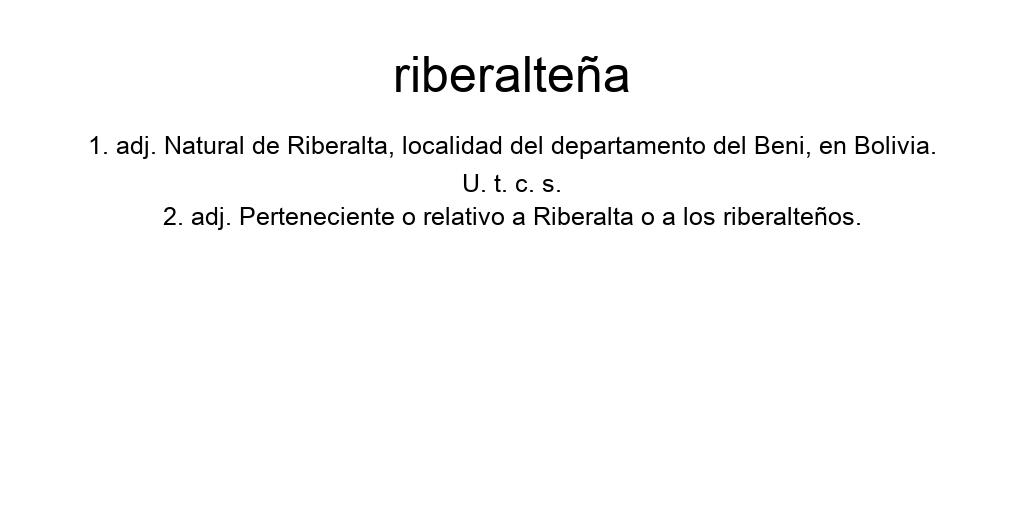 riberalteña
1. adj. Natural de Riberalta, localidad del departamento del Beni, en Bolivia.
U. t. c. s.
2. adj. Perteneciente o relativo a Riberalta o a los riberalteños.